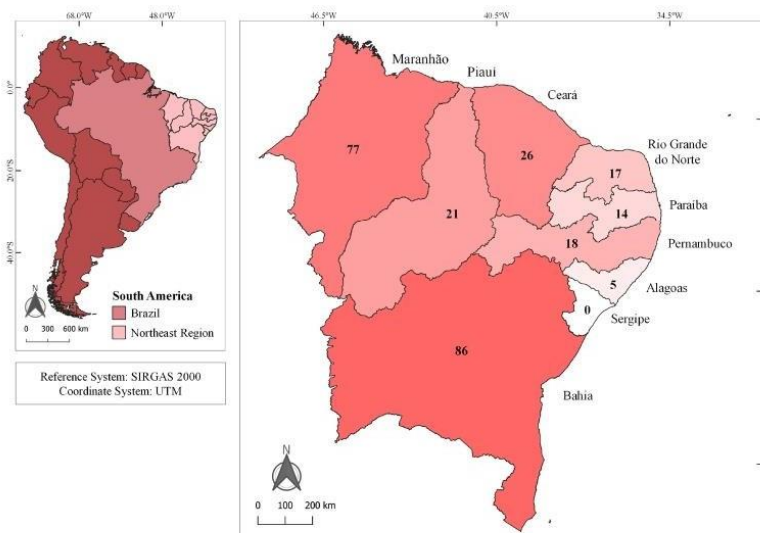 68.0°W
48.0°W
0.0°
20.0°S
40.0°S
N
0 300 600 km
South America
Brazil
Northeast Region
Reference System: SIRGAS 2000
Coordinate System: UTM
46.5°W
40.5°W
34.5°W
Maranhão
Piauí
Ceará
Rio Grande
do Norte
Paraíba
Pernambuco
Alagoas
Sergipe
Bahia
77
26
17
21
14
18
5
0
86
N
0 100 200 km